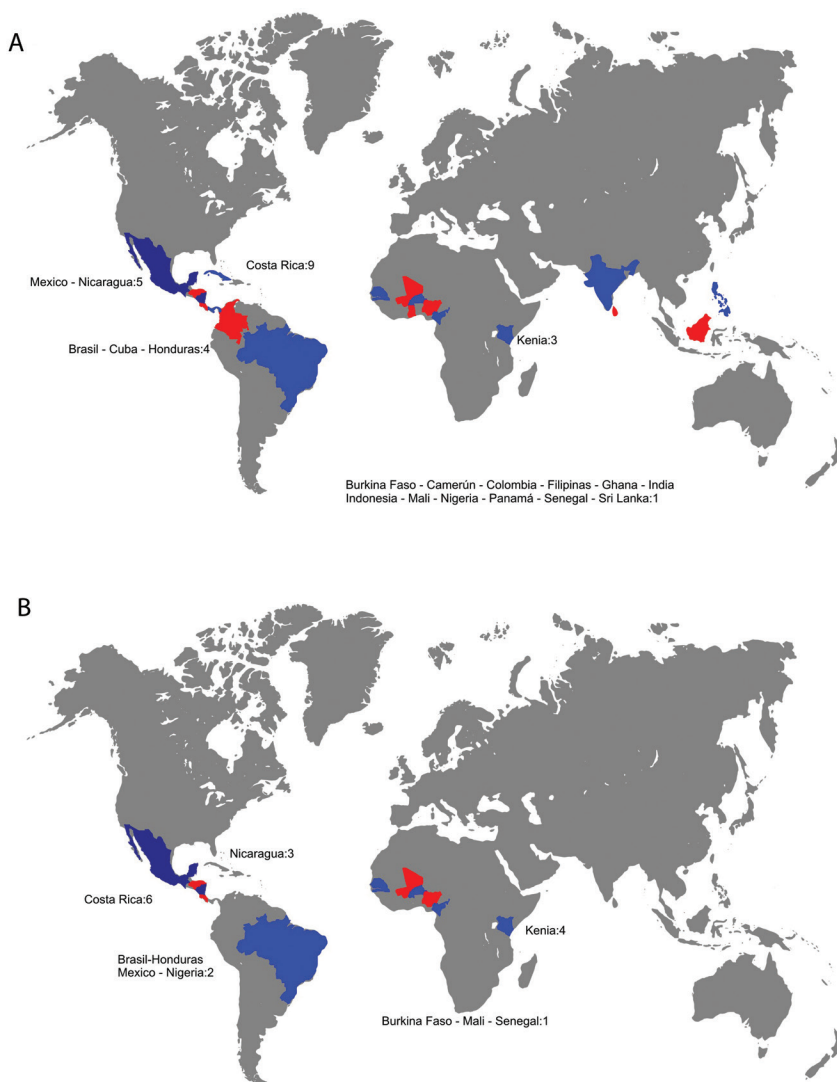 A
Costa Rica:9
Mexico - Nicaragua:5
Brasil - Cuba - Honduras:4
Kenia:3
Burkina Faso - Camerún - Colombia - Filipinas - Ghana - India
Indonesia - Mali - Nigeria - Panamá - Senegal - Sri Lanka:1
B
Nicaragua:3
Costa Rica:6
Kenia:4
Brasil-Honduras
Mexico - Nigeria:2
Burkina Faso - Mali - Senegal:1